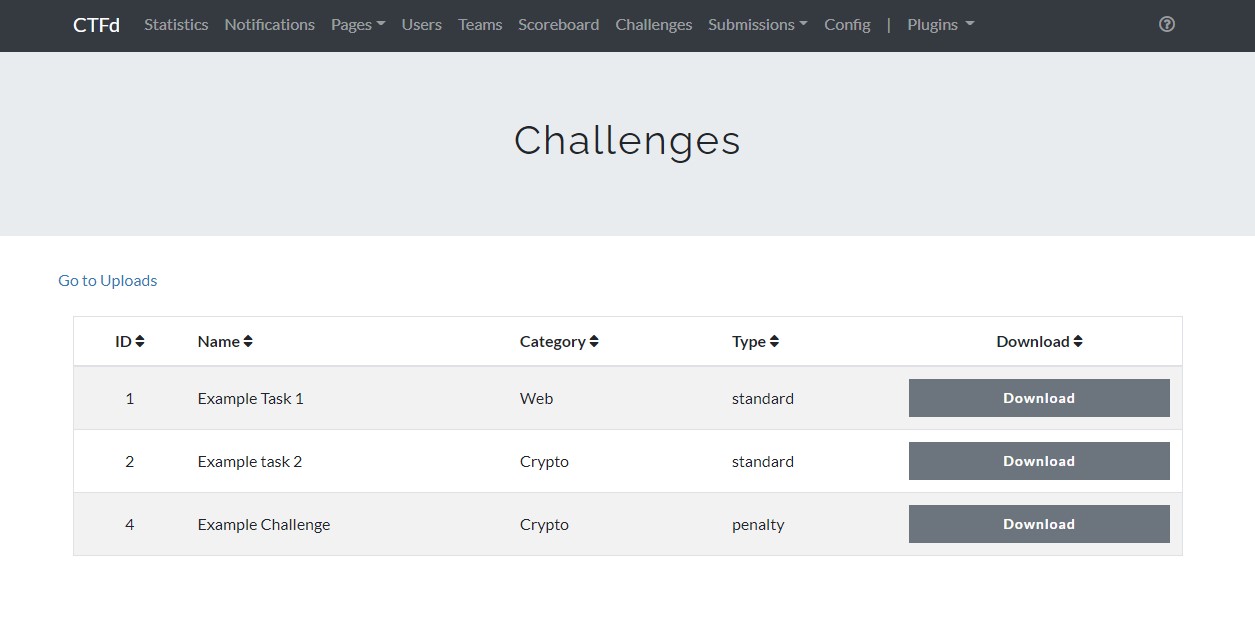 CTFd Statistics Notifications Pages Users Teams Scoreboard Challenges Submissions Config | Plugins
Challenges
Go to Uploads
ID Name Category Type Download
1 Example Task 1 Web standard Download
2 Example task 2 Crypto standard Download
4 Example Challenge Crypto penalty Download